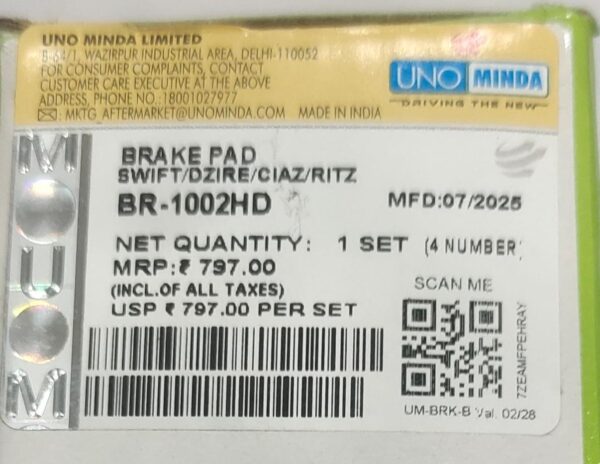 UNO MINDA LIMITED
B-64/1, WAZIRPUR INDUSTRIAL AREA, DELHI-110052
FOR CONSUMER COMPLAINTS, CONTACT
CUSTOMER CARE EXECUTIVE AT THE ABOVE
ADDRESS, PHONE NO.:18001027977
: MKTG_AFTERMARKET@UNOMINDA.COM MADE IN INDIA
UNO MINDA
DRIVING THE NEW
BRAKE PAD
SWIFT/DZIRE/CIAZ/RITZ
BR-1002HD MFD:07/2025
NET QUANTITY: 1 SET (4 NUMBER
MRP:₹ 797.00
(INCL.OF ALL TAXES)
USP ₹ 797.00 PER SET
SCAN ME
7ZEAMFPEHRAY
UM-BRK-B Val. 02/28
M
U
M